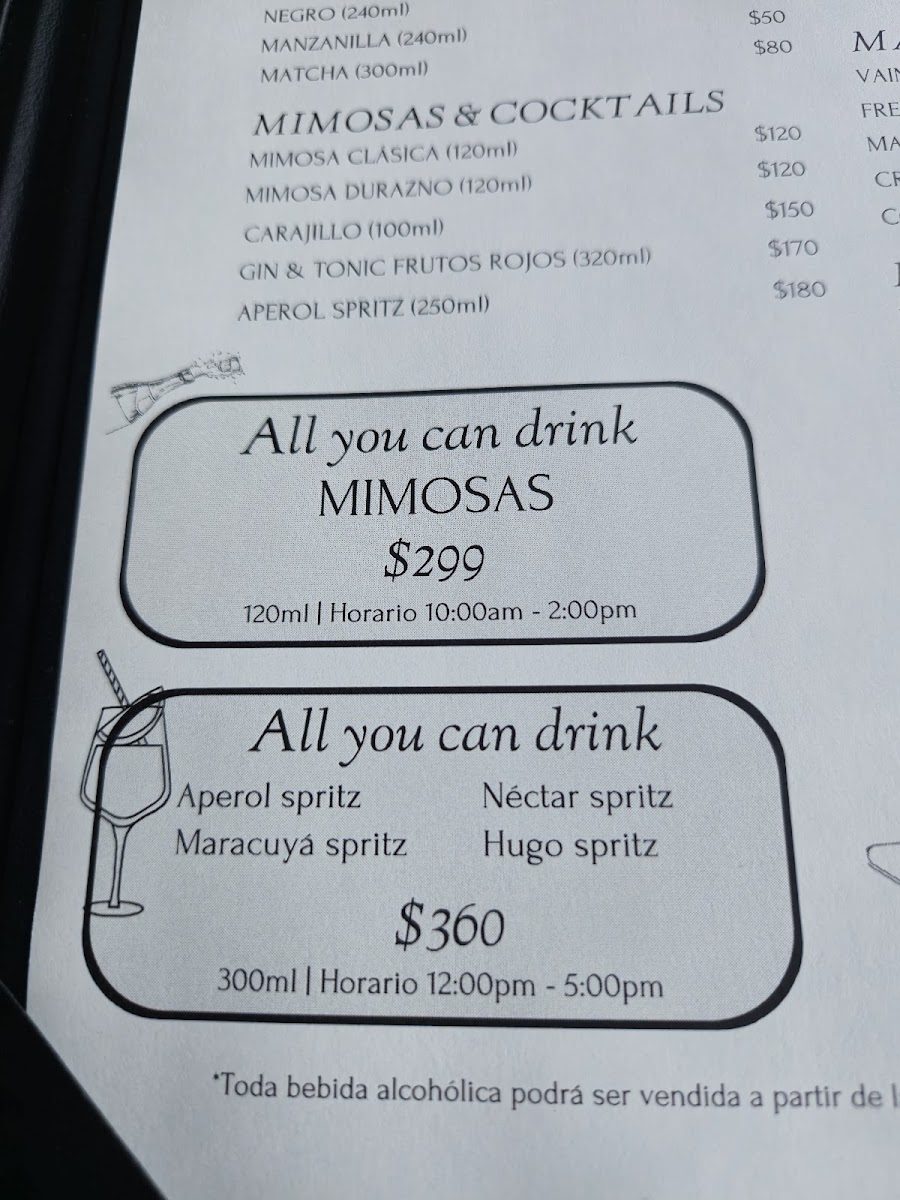 NEGRO (240ml)
$50
MANZANILLA (240ml)
$80
MATCHA (300ml)
MIMOSAS & COCKTAILS
MIMOSA CLÁSICA (120ml) $120
MIMOSA DURAZNO (120ml) $120
CARAJILLO (100ml) $150
GIN & TONIC FRUTOS ROJOS (320ml) $170
APEROL SPRITZ (250ml) $180
All you can drink
MIMOSAS
$299
120ml | Horario 10:00am - 2:00pm
All you can drink
Aperol spritz Néctar spritz
Maracuyá spritz Hugo spritz
$360
300ml | Horario 12:00pm - 5:00pm
*Toda bebida alcohólica podrá ser vendida a partir de